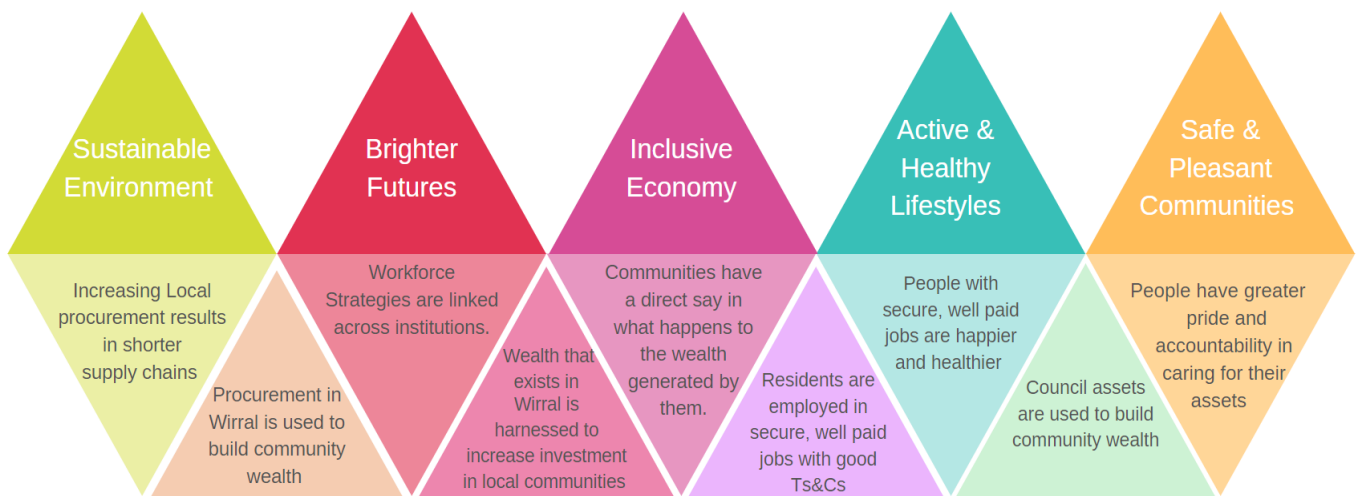 Sustainable
Environment
Brighter
Futures
Inclusive
Economy
Active &
Healthy
Lifestyles
Safe &
Pleasant
Communities
Increasing Local
procurement results
in shorter
supply chains
Procurement in
Wirral is used to
build community
wealth
Workforce
Strategies are linked
across institutions.
Wealth that
exists in
Wirral is
harnessed to
increase investment
in local communities
Communities have
a direct say in
what happens to
the wealth
generated by
them.
Residents are
employed in
secure, well paid
jobs with good
Ts&Cs
People with
secure, well paid
jobs are happier
and healthier
Council assets
are used to build
community wealth
People have greater
pride and
accountability in
caring for their
assets